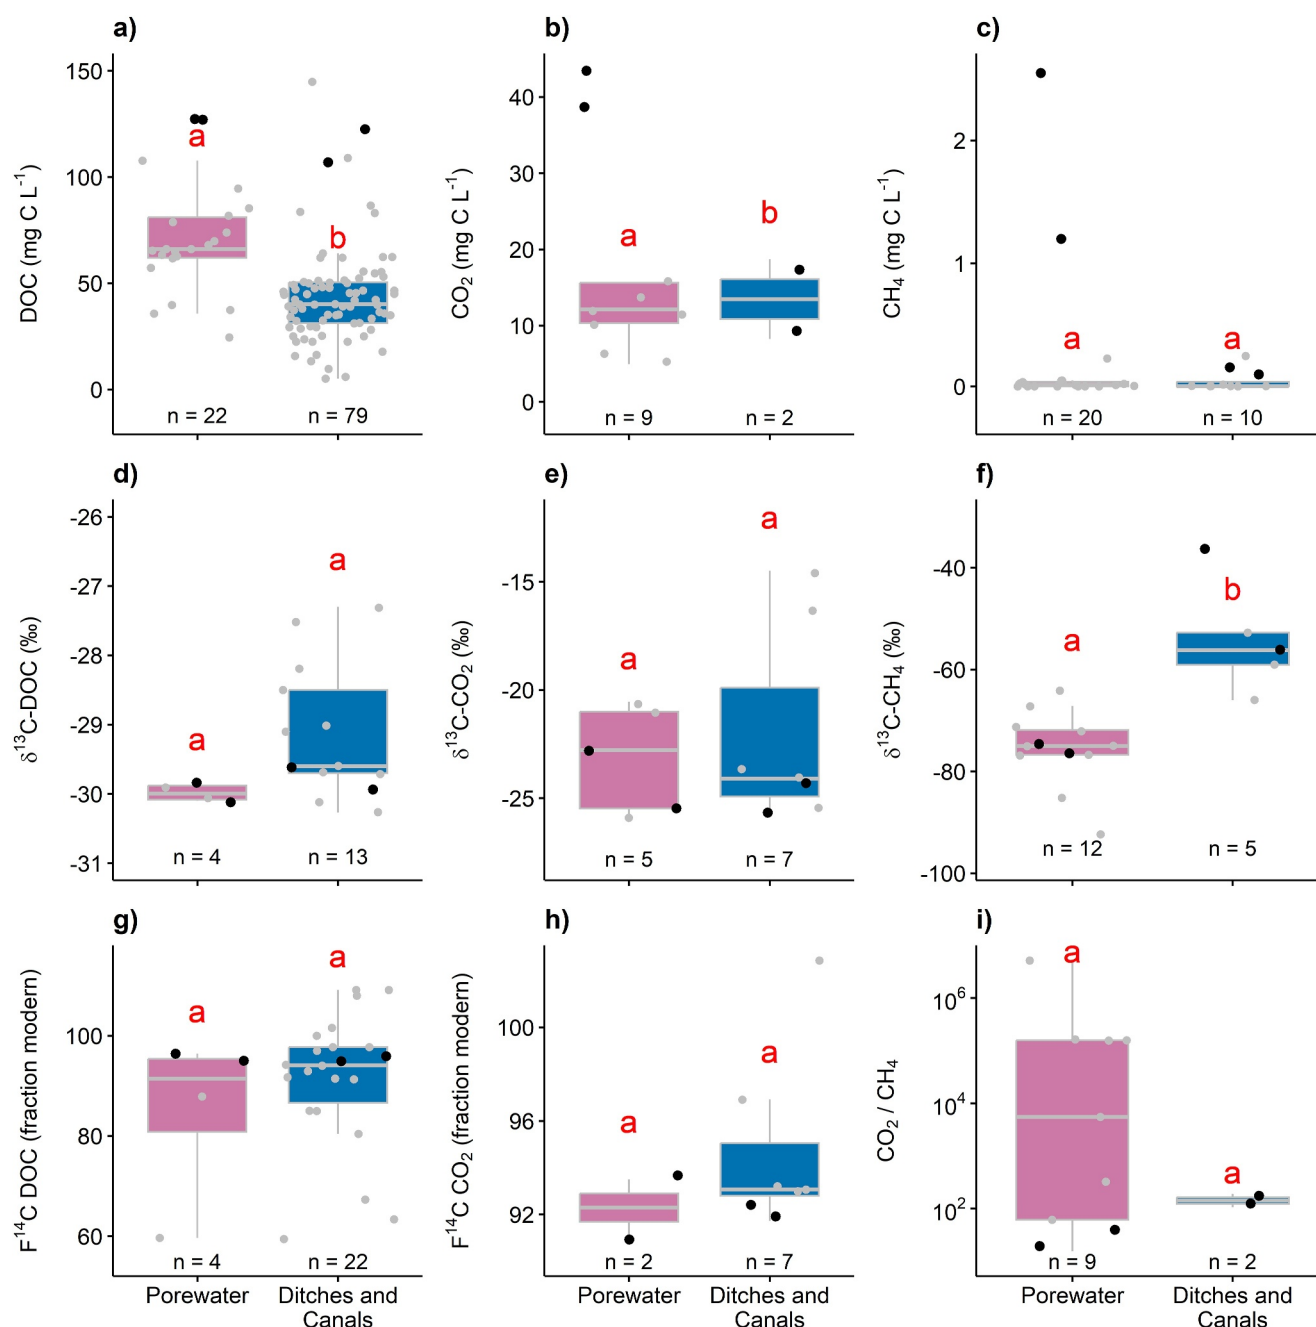 a)
DOC (mg C L⁻¹)
150
100
50
0
a
b
n = 22
n = 79
b)
CO₂ (mg C L⁻¹)
40
30
20
10
0
a
b
n = 9
n = 2
c)
CH₄ (mg C L⁻¹)
2
1
0
a
a
n = 20
n = 10
d)
δ¹³C-DOC (‰)
-26
-27
-28
-29
-30
-31
a
a
n = 4
n = 13
e)
δ¹³C-CO₂ (‰)
-15
-20
-25
a
a
n = 5
n = 7
f)
δ¹³C-CH₄ (‰)
-40
-60
-80
-100
a
b
n = 12
n = 5
g)
F¹⁴C DOC (fraction modern)
100
80
60
a
a
n = 4
n = 22
Porewater
Ditches and
Canals
h)
F¹⁴C CO₂ (fraction modern)
100
96
92
a
a
n = 2
n = 7
Porewater
Ditches and
Canals
i)
CO₂ / CH₄
10⁶
10⁴
10²
a
a
n = 9
n = 2
Porewater
Ditches and
Canals